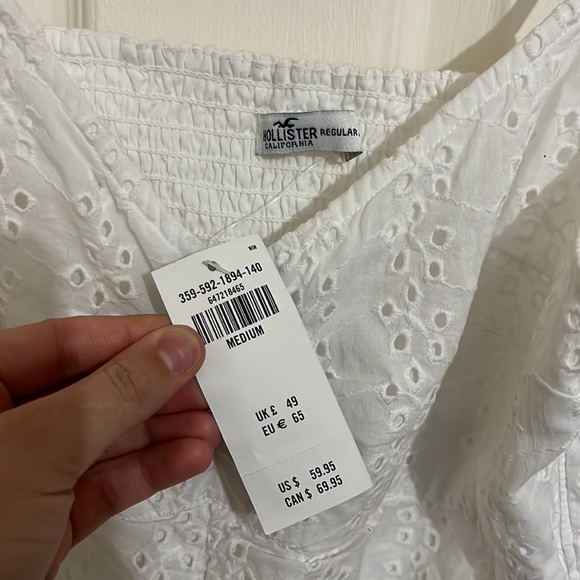 HOLLISTER REGULAR
CALIFORNIA
359-592-1894-140
647218465
MEDIUM
UK £ 49
EU € 65
US $ 59.95
CAN $ 69.95